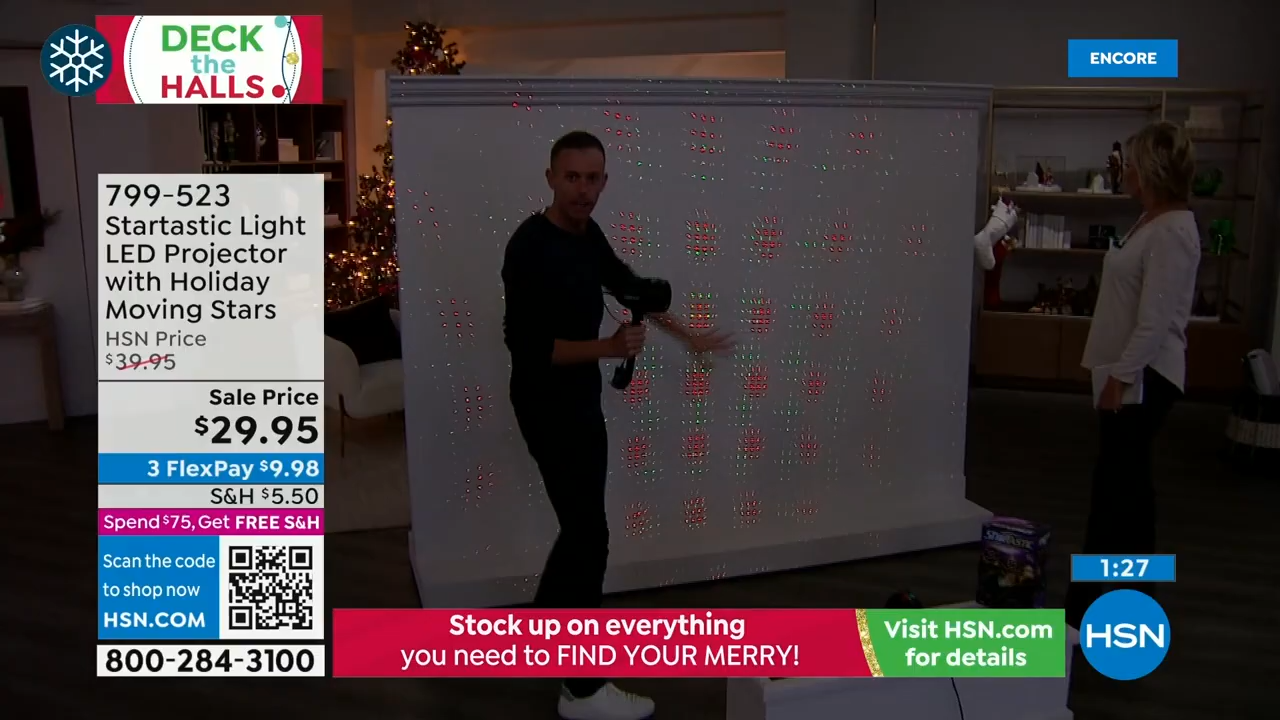 DECK
the
HALLS
ENCORE
799-523
Startastic Light
LED Projector
with Holiday
Moving Stars
HSN Price
$39.95
Sale Price
$29.95
3 FlexPay $9.98
S&H $5.50
Spend $75, Get FREE S&H
Scan the code
to shop now
HSN.COM
800-284-3100
Stock up on everything
you need to FIND YOUR MERRY!
Visit HSN.com
for details
1:27
HSN